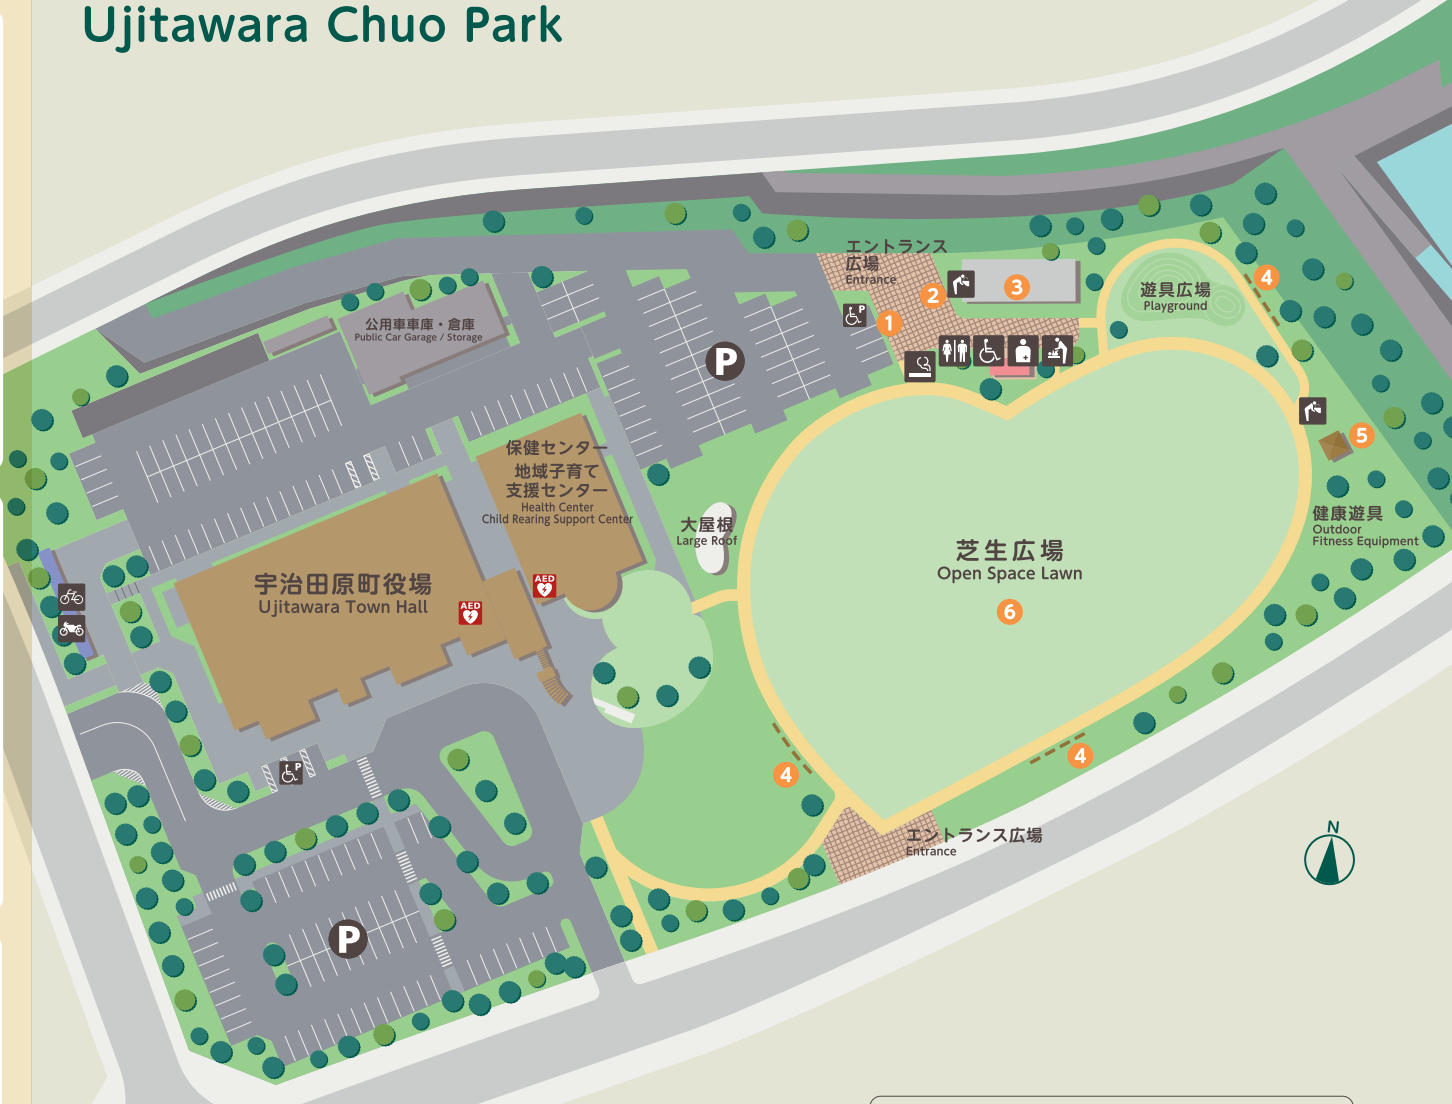 Ujitawara Chuo Park
エントランス
広場
Entrance
4
遊具広場
Playground
3
2
1
P
公用車車庫・倉庫
Public Car Garage / Storage
P
5
保健センター
地域子育て
支援センター
Health Center
Child Rearing Support Center
大屋根
Large Roof
健康遊具
Outdoor
Fitness Equipment
芝生広場
Open Space Lawn
6
宇治田原町役場
Ujitawara Town Hall
AED
AED
4
4
P
エントランス広場
Entrance
N
P